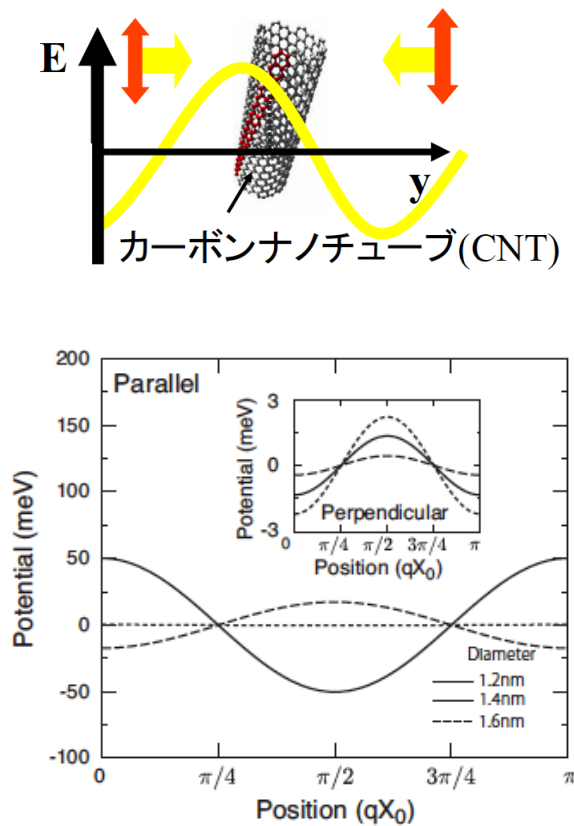 E
y
カーボンナノチューブ(CNT)
Parallel
Potential (meV)
200
150
100
50
0
-50
-100
0
π/4
π/2
3π/4
π
Position (qX₀)
Perpendicular
Potential (meV)
3
0
-3
0
π/4
π/2
3π/4
π
Position (qX₀)
Diameter
1.2nm
1.4nm
1.6nm